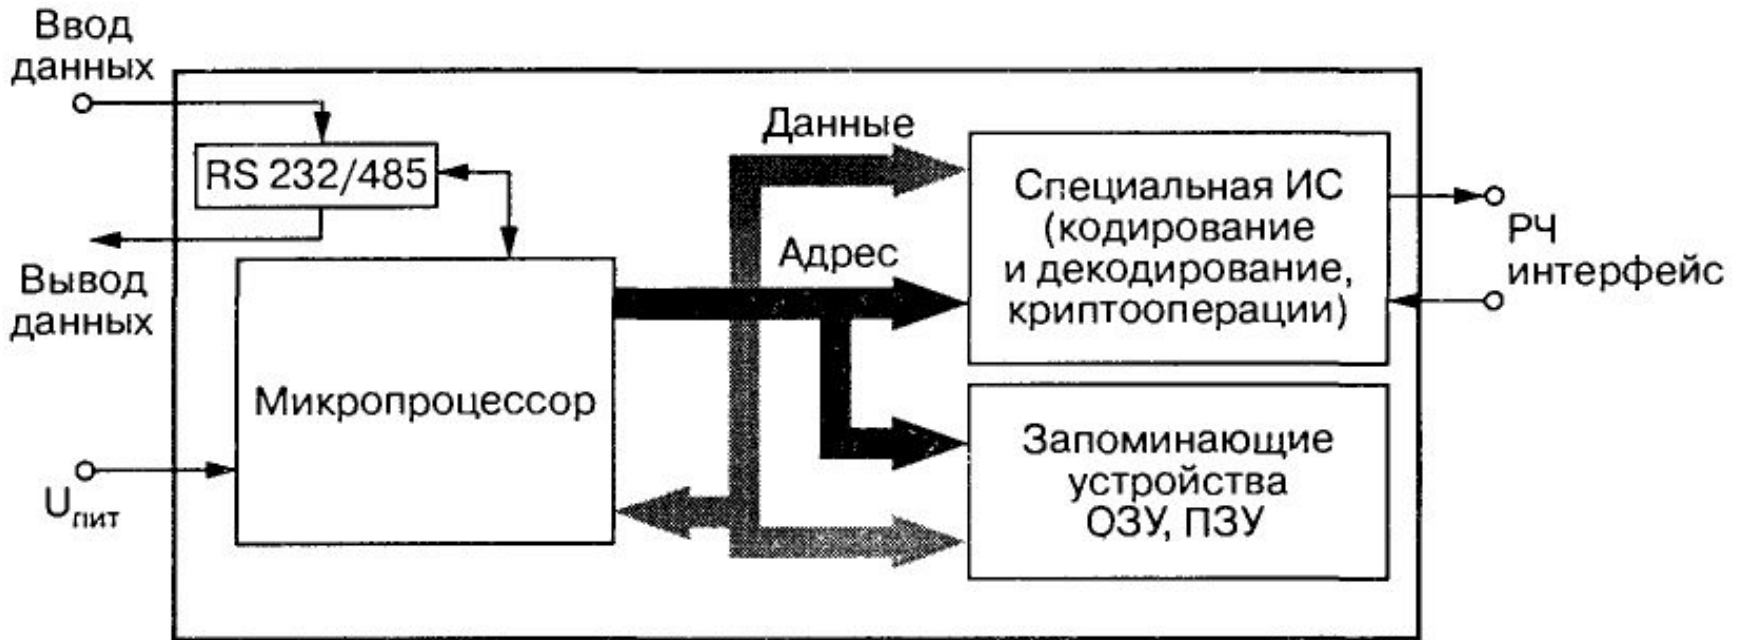 Ввод
данных
RS 232/485
Вывод
данных
Микропроцессор
Uпит
Данные
Адрес
Специальная ИС
(кодирование
и декодирование,
криптооперации)
РЧ
интерфейс
Запоминающие
устройства
ОЗУ, ПЗУ